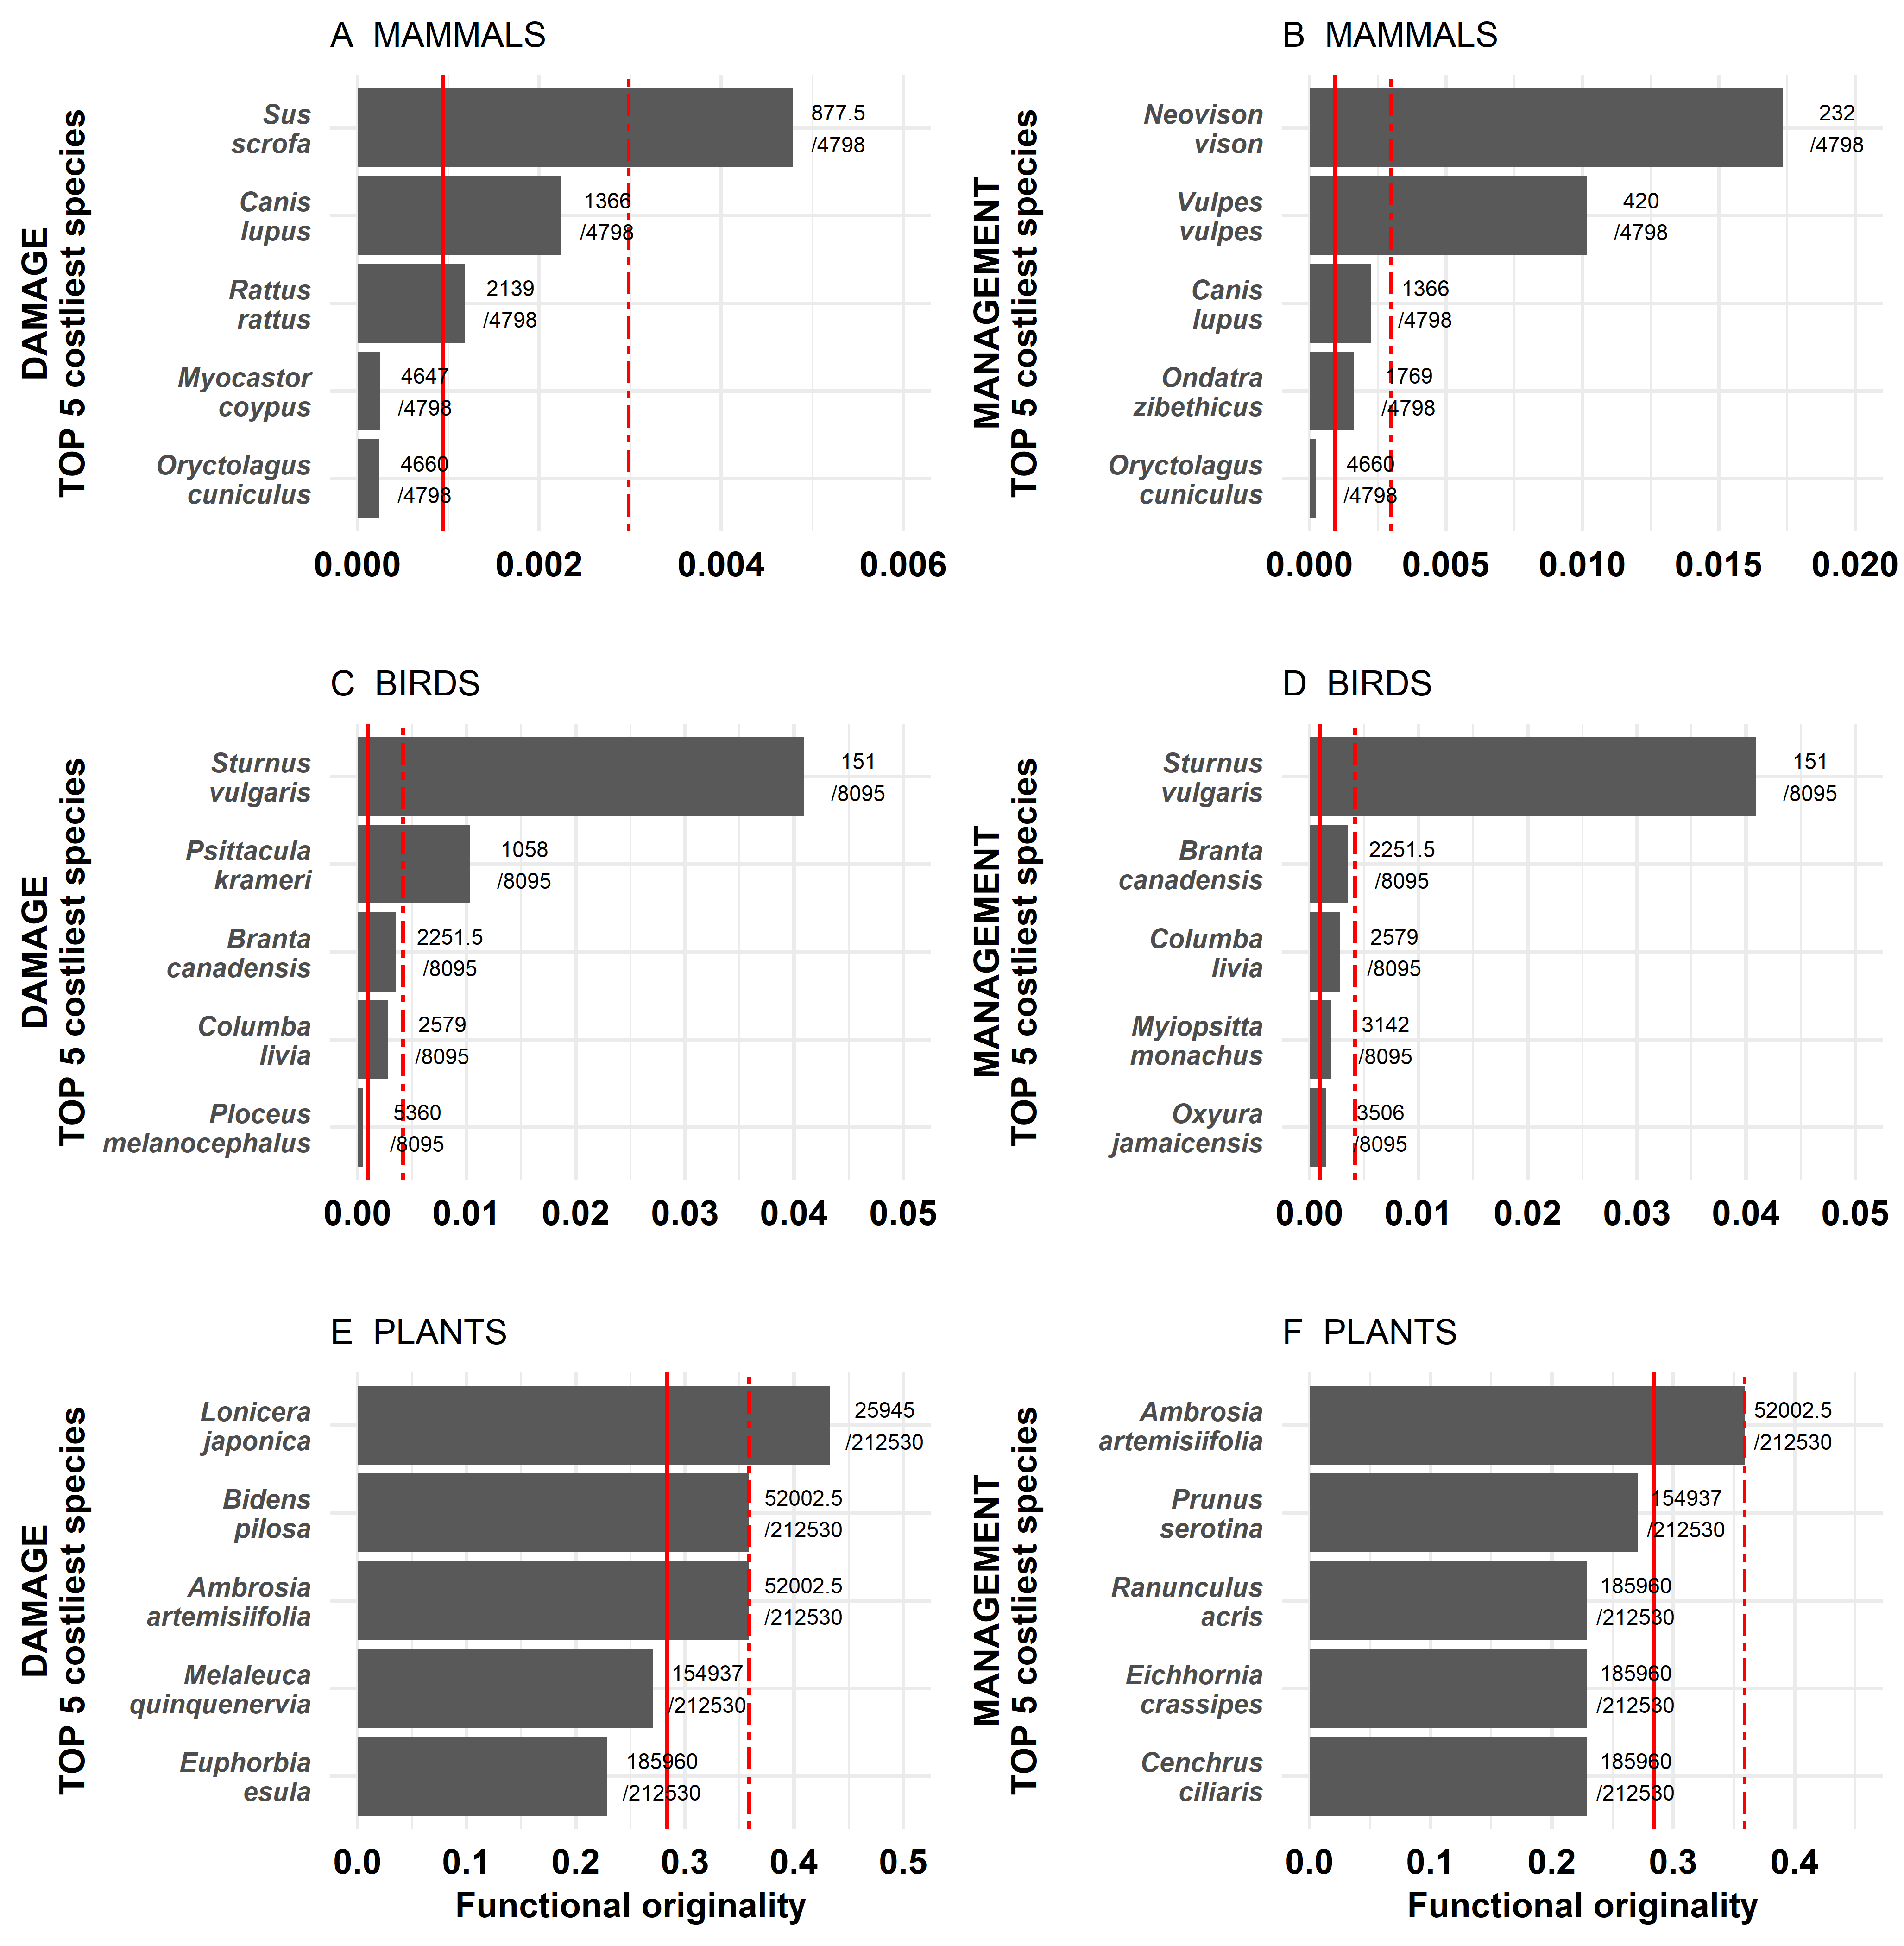 A MAMMALS
DAMAGE
TOP 5 costliest species
Sus
scrofa
877.5
/4798
Canis
lupus
1366
/4798
Rattus
rattus
2139
/4798
Myocastor
coypus
4647
/4798
Oryctolagus
cuniculus
4660
/4798
0.000 0.002 0.004 0.006
B MAMMALS
MANAGEMENT
TOP 5 costliest species
Neovison
vison
232
/4798
Vulpes
vulpes
420
/4798
Canis
lupus
1366
/4798
Ondatra
zibethicus
1769
/4798
Oryctolagus
cuniculus
4660
/4798
0.000 0.005 0.010 0.015 0.020
C BIRDS
DAMAGE
TOP 5 costliest species
Sturnus
vulgaris
151
/8095
Psittacula
krameri
1058
/8095
Branta
canadensis
2251.5
/8095
Columba
livia
2579
/8095
Ploceus
melanocephalus
5360
/8095
0.00 0.01 0.02 0.03 0.04 0.05
D BIRDS
MANAGEMENT
TOP 5 costliest species
Sturnus
vulgaris
151
/8095
Branta
canadensis
2251.5
/8095
Columba
livia
2579
/8095
Myiopsitta
monachus
3142
/8095
Oxyura
jamaicensis
3506
/8095
0.00 0.01 0.02 0.03 0.04 0.05
E PLANTS
DAMAGE
TOP 5 costliest species
Lonicera
japonica
25945
/212530
Bidens
pilosa
52002.5
/212530
Ambrosia
artemisiifolia
52002.5
/212530
Melaleuca
quinquenervia
154937
/212530
Euphorbia
esula
185960
/212530
0.0 0.1 0.2 0.3 0.4 0.5
Functional originality
F PLANTS
MANAGEMENT
TOP 5 costliest species
Ambrosia
artemisiifolia
52002.5
/212530
Prunus
serotina
154937
/212530
Ranunculus
acris
185960
/212530
Eichhornia
crassipes
185960
/212530
Cenchrus
ciliaris
185960
/212530
0.0 0.1 0.2 0.3 0.4
Functional originality